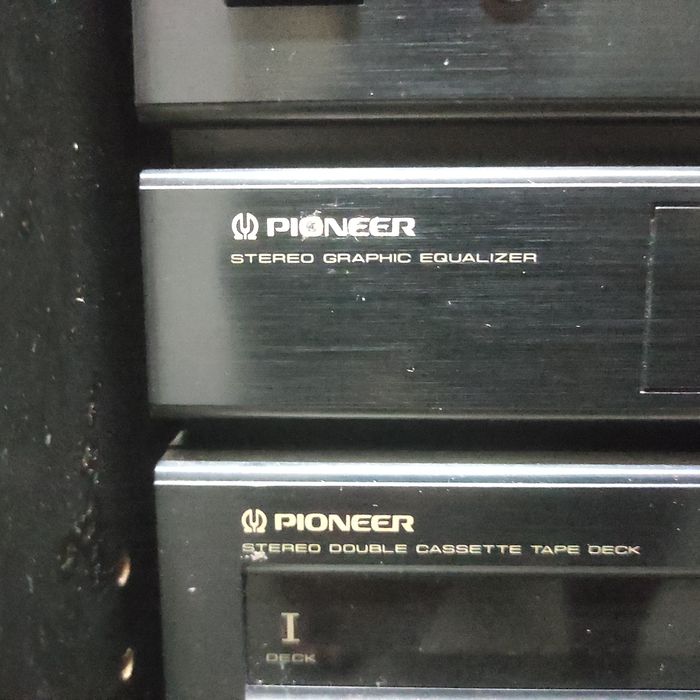 PIONEER
STEREO GRAPHIC EQUALIZER
PIONEER
STEREO DOUBLE CASSETTE TAPE DECK
I
DECK